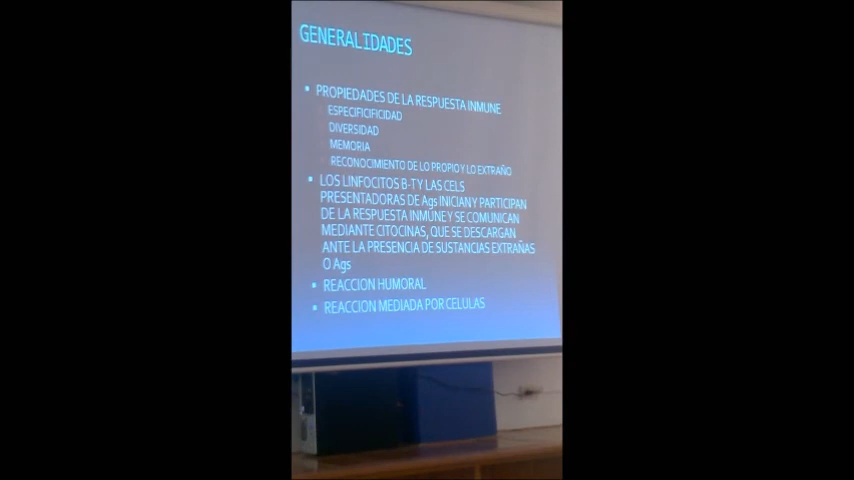 GENERALIDADES
• PROPIEDADES DE LA RESPUESTA INMUNE
ESPECIFICIFICIDAD
DIVERSIDAD
MEMORIA
RECONOCIMIENTO DE LO PROPIO Y LO EXTRAÑO
• LOS LINFOCITOS B-T Y LAS CELS
PRESENTADORAS DE Ags INICIAN Y PARTICIPAN
DE LA RESPUESTA INMUNE Y SE COMUNICAN
MEDIANTE CITOCINAS, QUE SE DESCARGAN
ANTE LA PRESENCIA DE SUSTANCIAS EXTRAÑAS
O Ags
• REACCION HUMORAL
• REACCION MEDIADA POR CELULAS